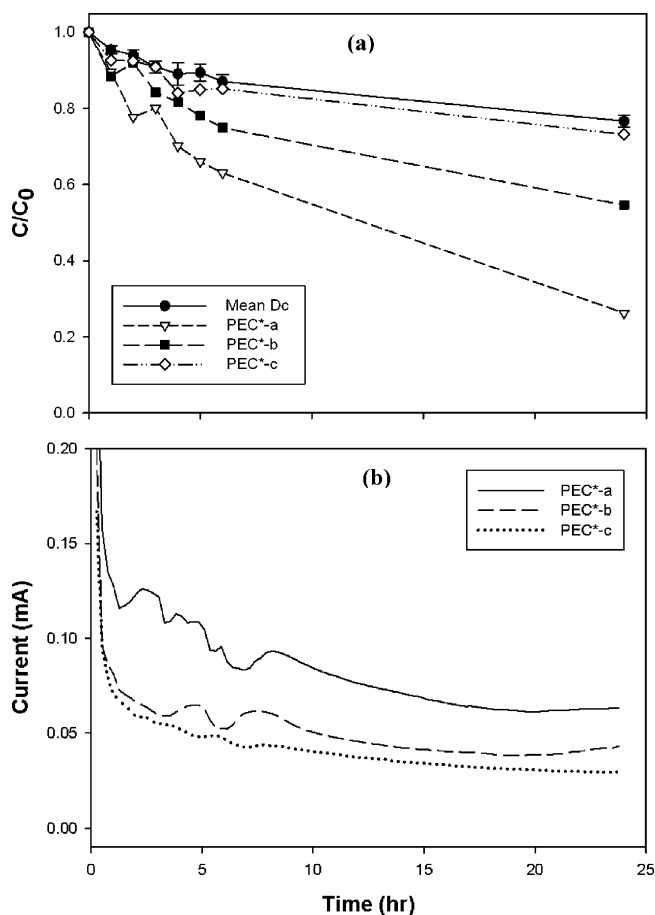 (a)
1.0
0.8
0.6
0.4
0.2
0.0
C/C0
Mean Dc
PEC*-a
PEC*-b
PEC*-c
(b)
0.20
0.15
0.10
0.05
0.00
Current (mA)
PEC*-a
PEC*-b
PEC*-c
0 5 10 15 20 25
Time (hr)